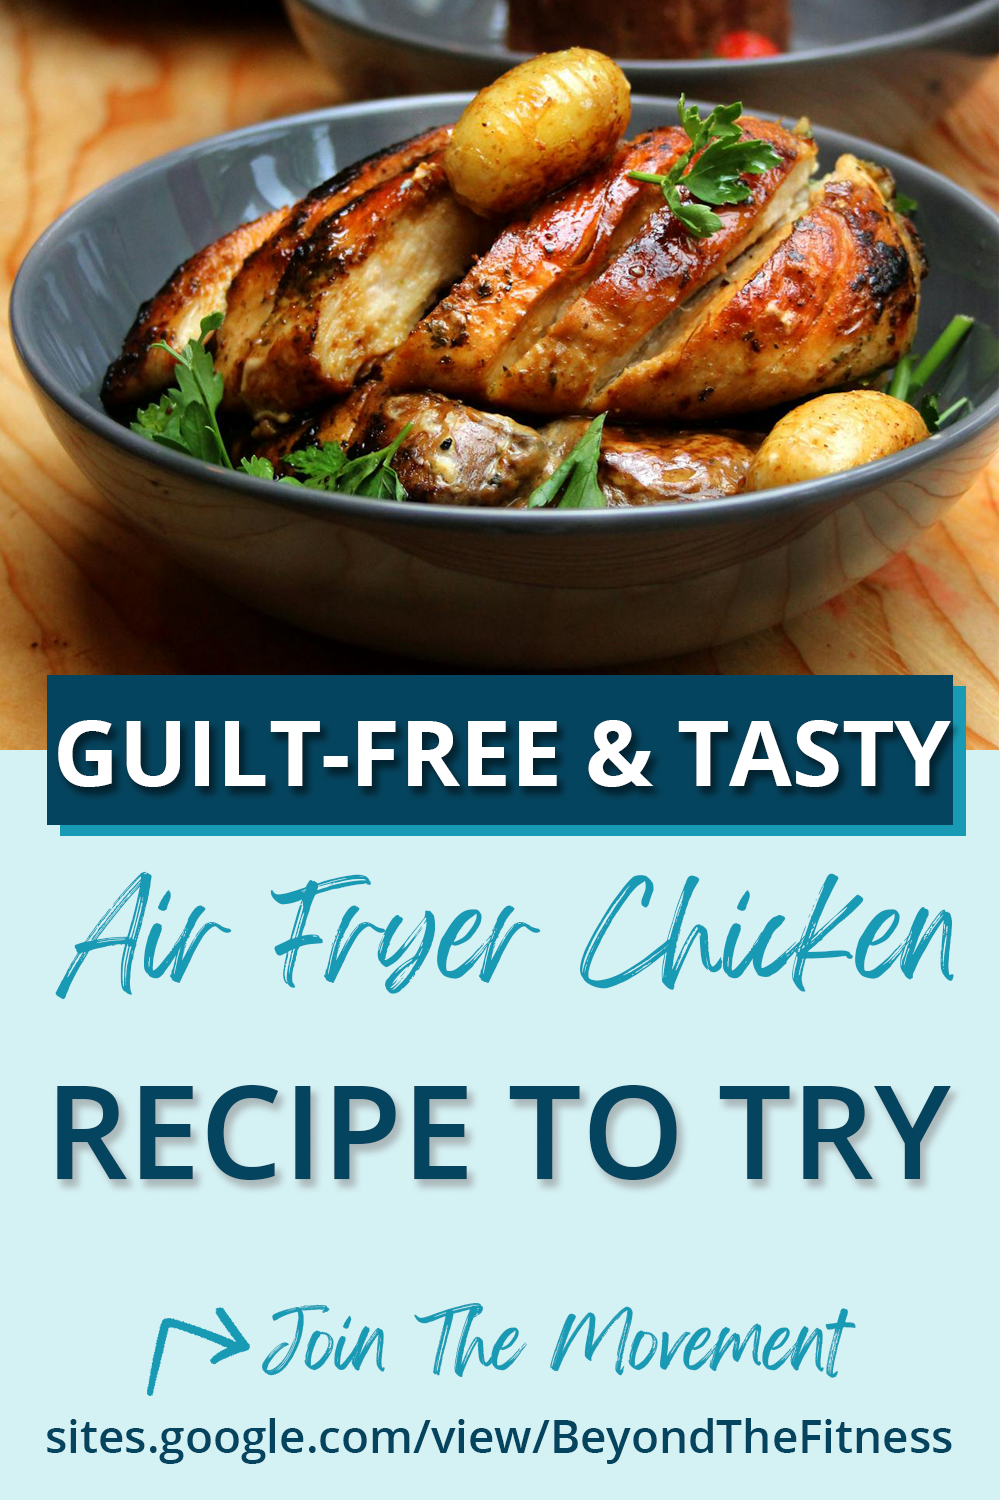 GUILT-FREE & TASTY
Air Fryer Chicken
RECIPE TO TRY
Join The Movement
sites.google.com/view/BeyondTheFitness